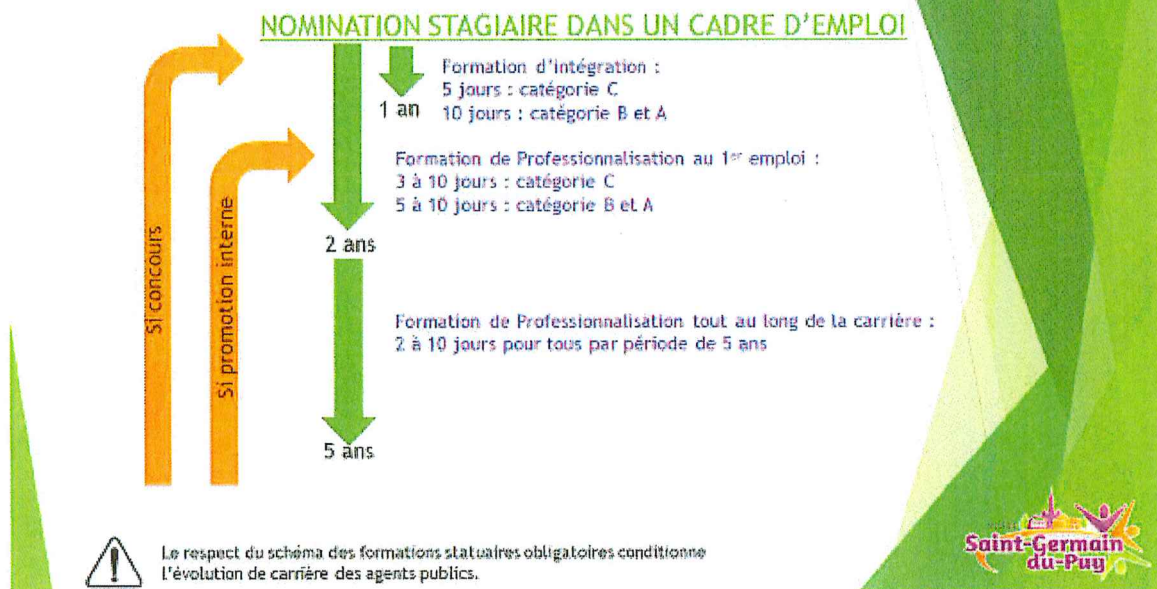 NOMINATION STAGIAIRE DANS UN CADRE D'EMPLOI
Formation d'intégration :
5 jours : catégorie C
10 jours : catégorie B et A
1 an
Formation de Professionnalisation au 1er emploi :
3 à 10 jours : catégorie C
5 à 10 jours : catégorie B et A
2 ans
Si concours
Si promotion interne
Formation de Professionnalisation tout au long de la carrière :
2 à 10 jours pour tous par période de 5 ans
5 ans
Le respect du schéma des formations statuaires obligatoires conditionne
l'évolution de carrière des agents publics.
Saint-Germain
du-Puy